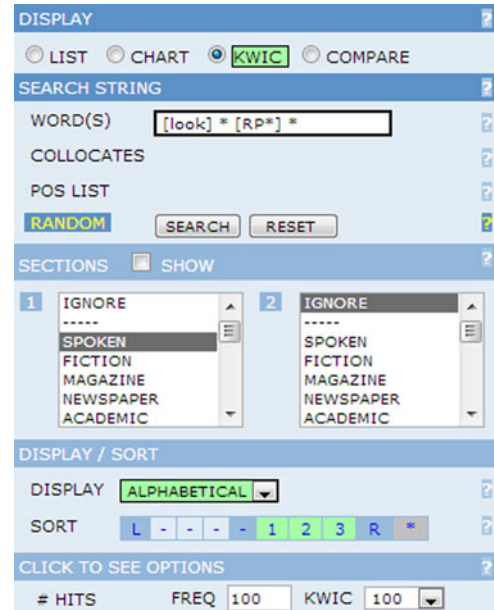 DISPLAY ?
LIST CHART KWIC COMPARE
SEARCH STRING ?
WORD(S) [look] * [RP*] * ?
COLLOCATES ?
POS LIST ?
RANDOM SEARCH RESET ?
SECTIONS SHOW ?
1 IGNORE 2 IGNORE
----- -----
SPOKEN SPOKEN
FICTION FICTION
MAGAZINE MAGAZINE
NEWSPAPER NEWSPAPER
ACADEMIC ACADEMIC
DISPLAY / SORT
DISPLAY ALPHABETICAL ?
SORT L - - - - 1 2 3 R * ?
CLICK TO SEE OPTIONS ?
# HITS FREQ 100 KWIC 100